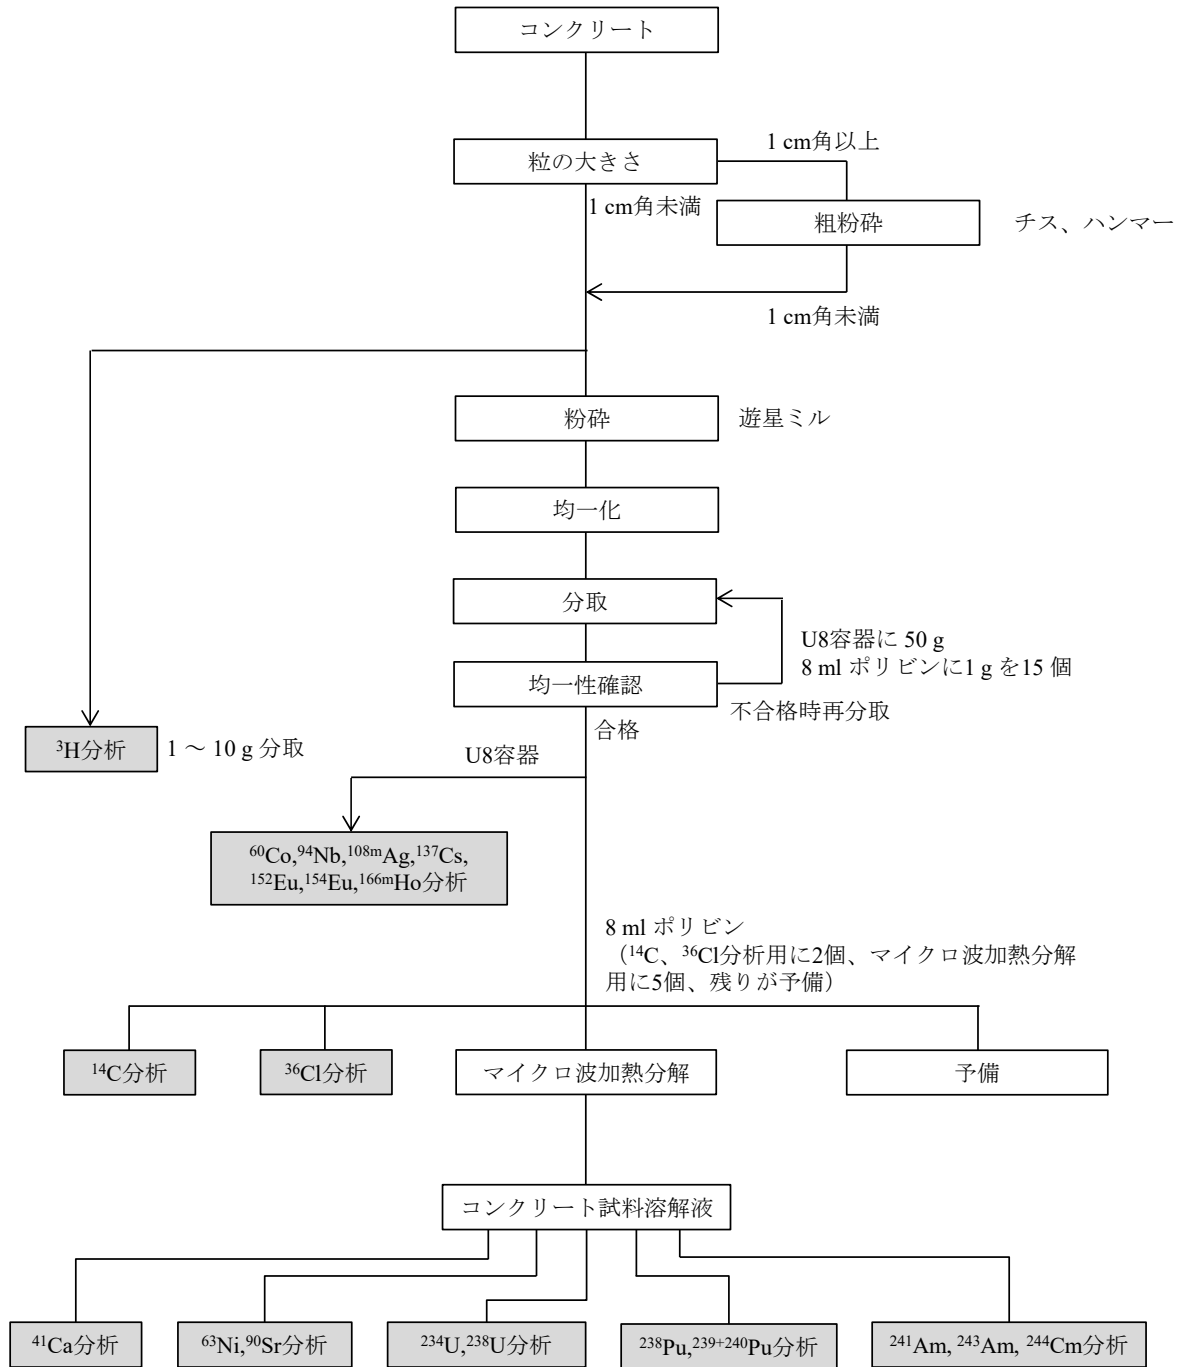 コンクリート
粒の大きさ
1 cm角以上
1 cm角未満
粗粉砕
チス、ハンマー
1 cm角未満
粉砕
遊星ミル
均一化
分取
U8容器に 50 g
8 ml ポリビンに1 g を15 個
均一性確認
不合格時再分取
合格
³H分析
1 ～ 10 g 分取
U8容器
⁶⁰Co,⁹⁴Nb,¹⁰⁸ᵐAg,¹³⁷Cs,
¹⁵²Eu,¹⁵⁴Eu,¹⁶⁶ᵐHo分析
8 ml ポリビン
（¹⁴C、³⁶Cl分析用に2個、マイクロ波加熱分解
用に5個、残りが予備）
¹⁴C分析
³⁶Cl分析
マイクロ波加熱分解
予備
コンクリート試料溶解液
⁴¹Ca分析
⁶³Ni,⁹⁰Sr分析
²³⁴U,²³⁸U分析
²³⁸Pu,²³⁹⁺²⁴⁰Pu分析
²⁴¹Am, ²⁴³Am, ²⁴⁴Cm分析